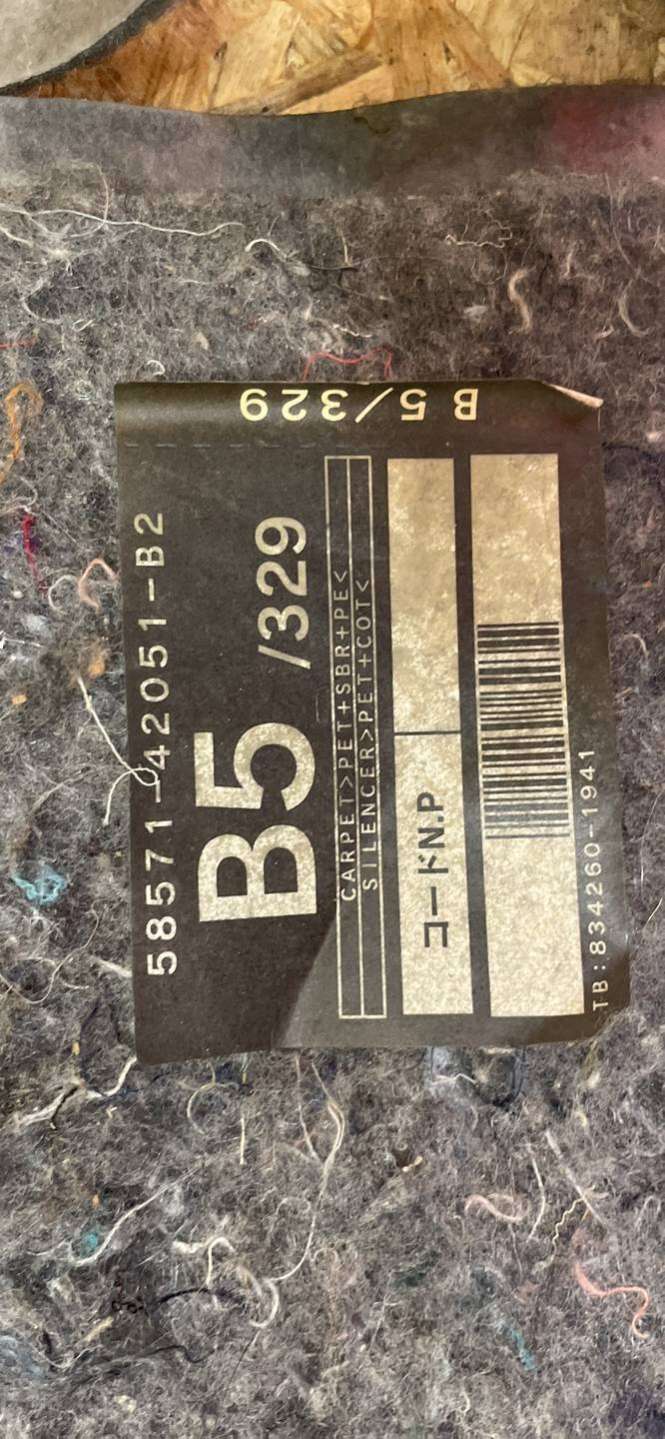 B5/329
58571-42051-B2
B5 /329
CARPET>PET+SBR+PE<
SILENCER>PET+COT<
コードN.P
TB:834260-1941